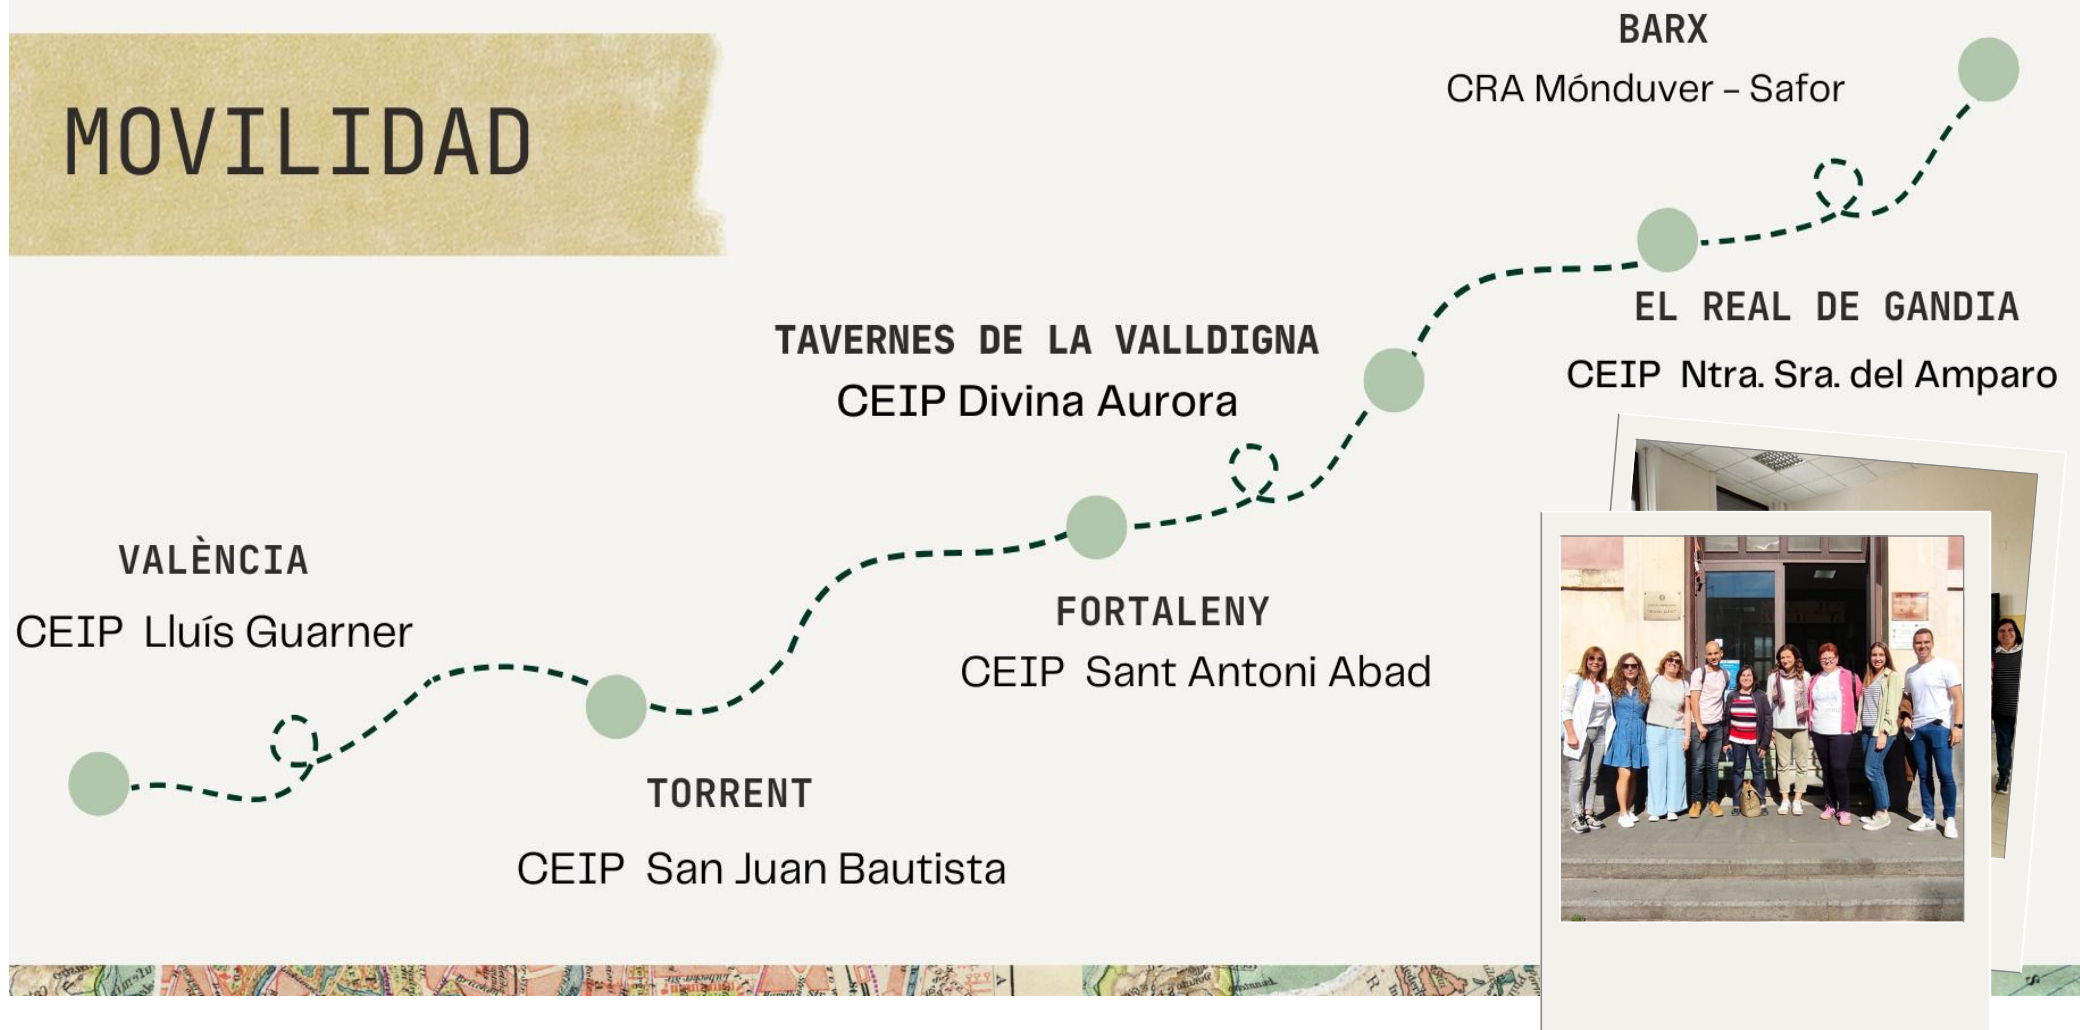 MOVILIDAD
BARX
CRA Mónduver - Safor
EL REAL DE GANDIA
CEIP Ntra. Sra. del Amparo
TAVERNES DE LA VALLDIGNA
CEIP Divina Aurora
FORTALENY
CEIP Sant Antoni Abad
VALÈNCIA
CEIP Lluís Guarner
TORRENT
CEIP San Juan Bautista